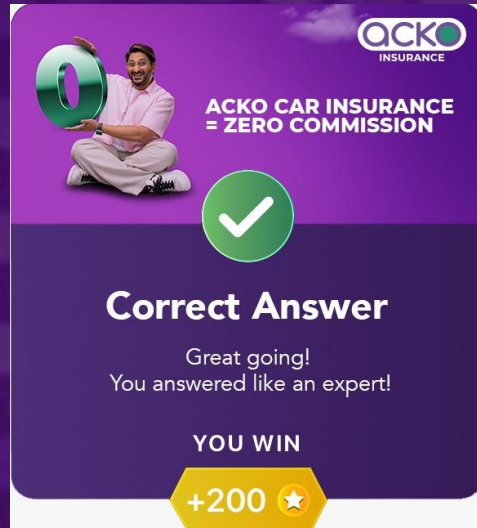 acko
INSURANCE
0
ACKO CAR INSURANCE
= ZERO COMMISSION
Correct Answer
Great going!
You answered like an expert!
YOU WIN
+200